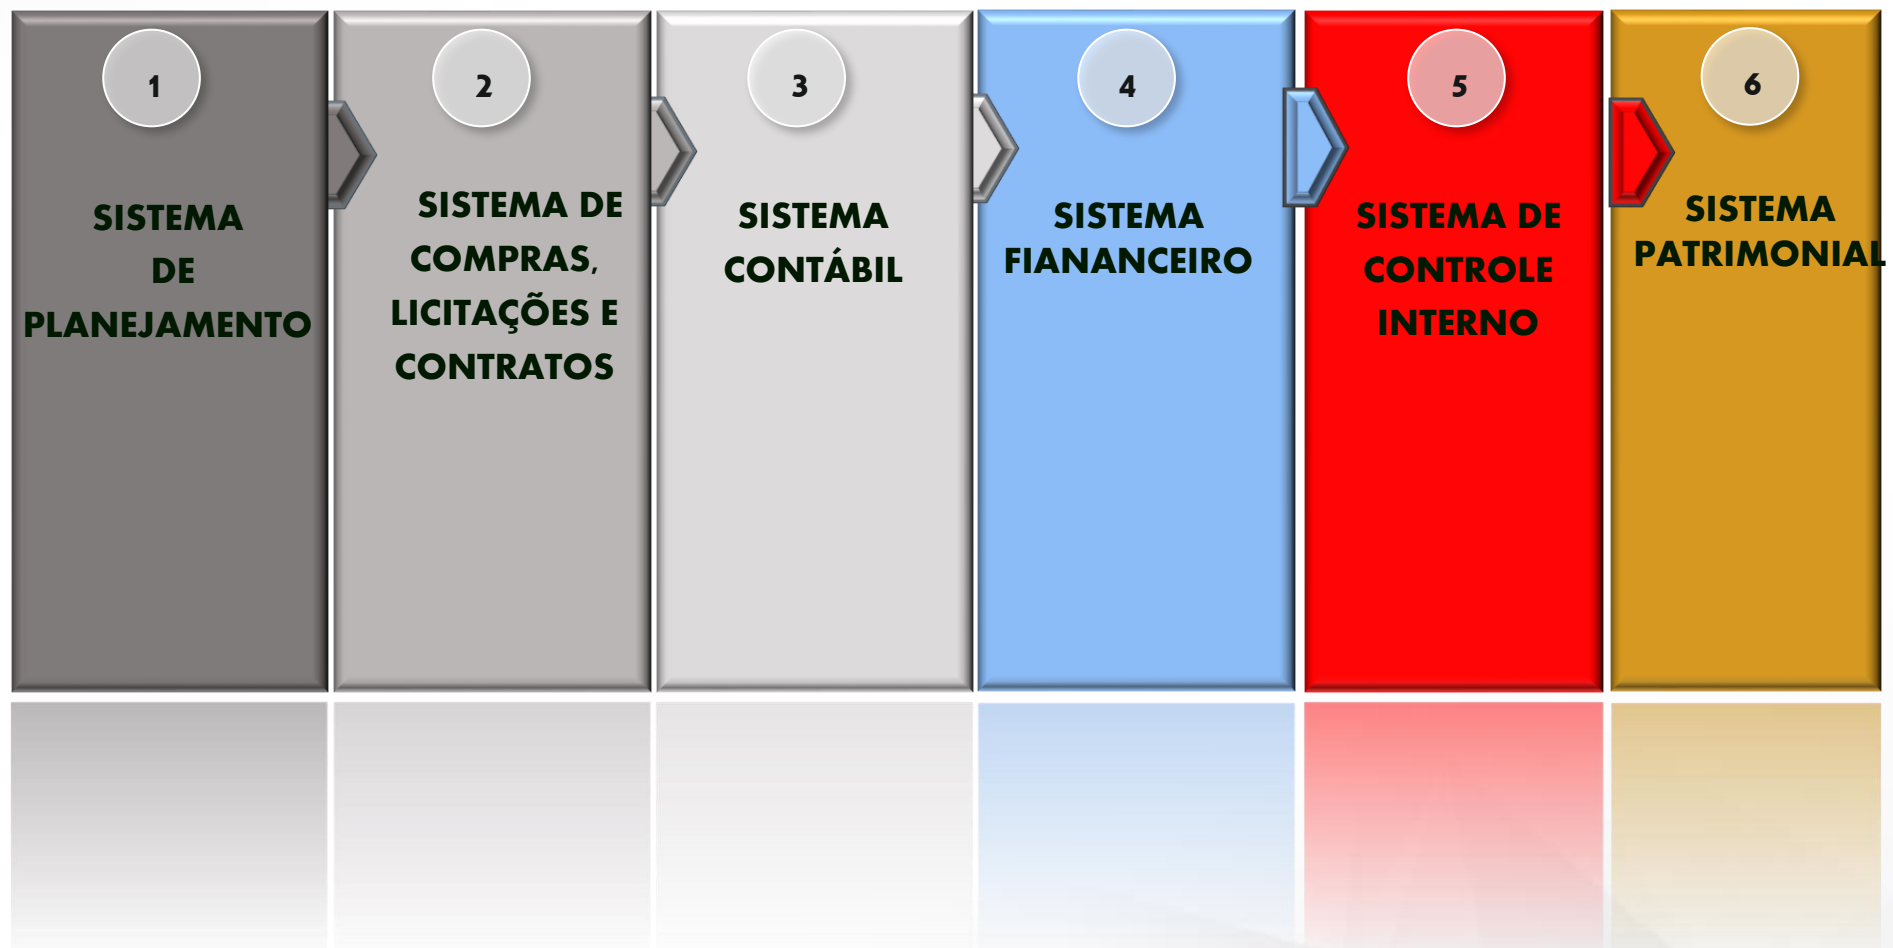 1
SISTEMA
DE
PLANEJAMENTO
2
SISTEMA DE
COMPRAS,
LICITAÇÕES E
CONTRATOS
3
SISTEMA
CONTÁBIL
4
SISTEMA
FIANANCEIRO
5
SISTEMA DE
CONTROLE
INTERNO
6
SISTEMA
PATRIMONIAL